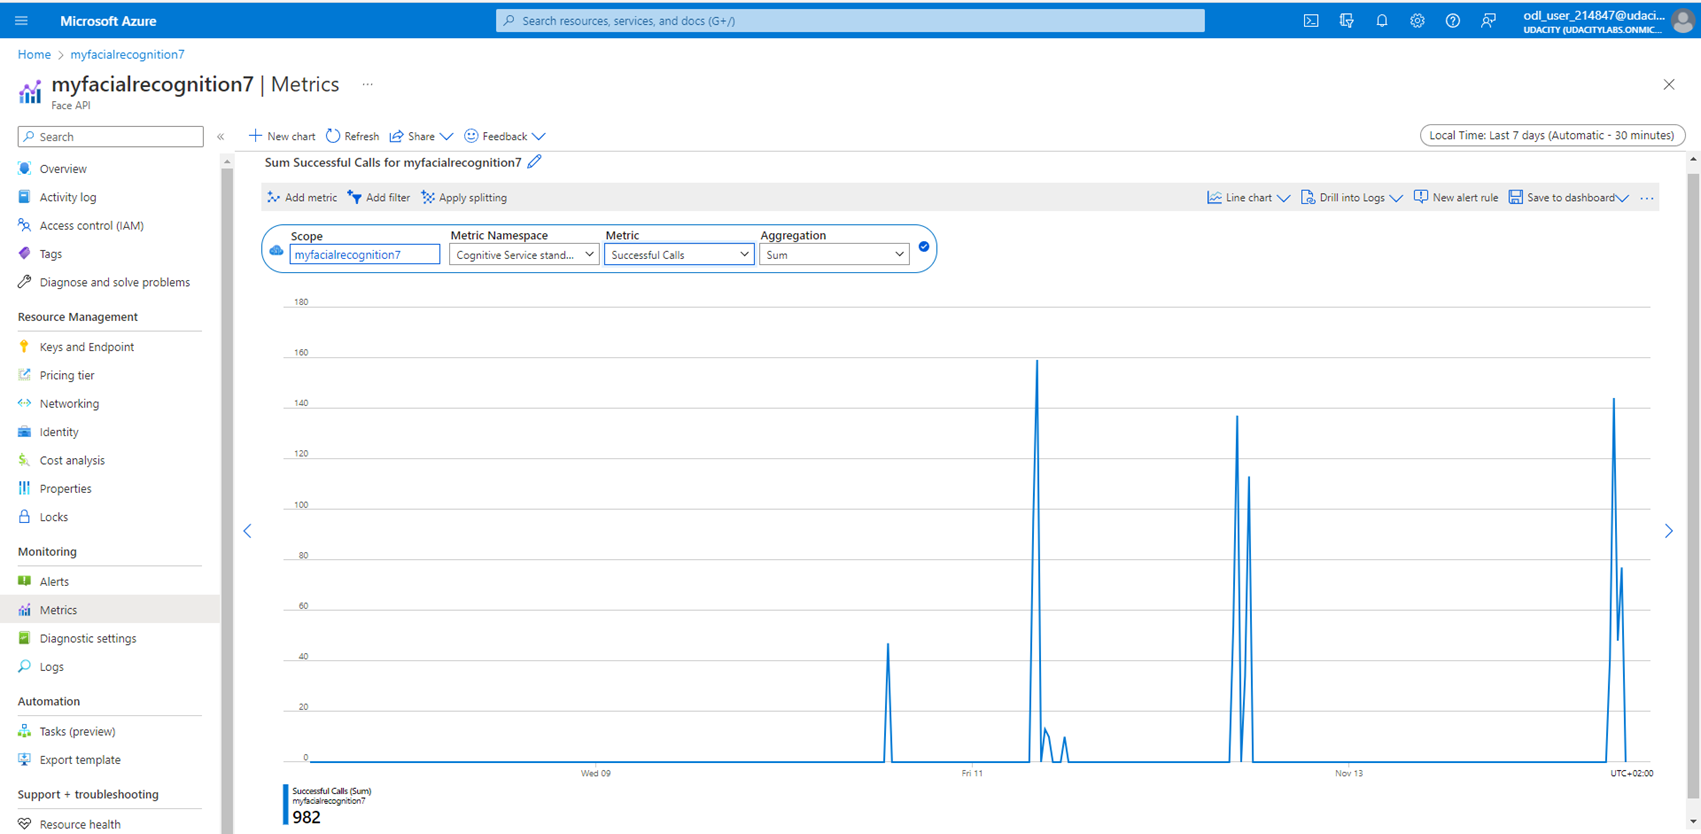 Microsoft Azure
Search resources, services, and docs (G+/)
odl_user_214847@udaci...
UDACITY (UDACITYLABS.ONMIC...
Home > myfacialrecognition7
myfacialrecognition7 | Metrics ...
Face API
Search
«
New chart
Refresh
Share
Feedback
Local Time: Last 7 days (Automatic - 30 minutes)
Overview
Activity log
Access control (IAM)
Tags
Diagnose and solve problems
Resource Management
Keys and Endpoint
Pricing tier
Networking
Identity
Cost analysis
Properties
Locks
Monitoring
Alerts
Metrics
Diagnostic settings
Logs
Automation
Tasks (preview)
Export template
Support + troubleshooting
Resource health
Sum Successful Calls for myfacialrecognition7
Add metric
Add filter
Apply splitting
Line chart
Drill into Logs
New alert rule
Save to dashboard
...
Scope
myfacialrecognition7
Metric Namespace
Cognitive Service stand...
Metric
Successful Calls
Aggregation
Sum
180
160
140
120
100
80
60
40
20
0
Wed 09
Fri 11
Nov 13
UTC+02:00
Successful Calls (Sum)
myfacialrecognition7
982